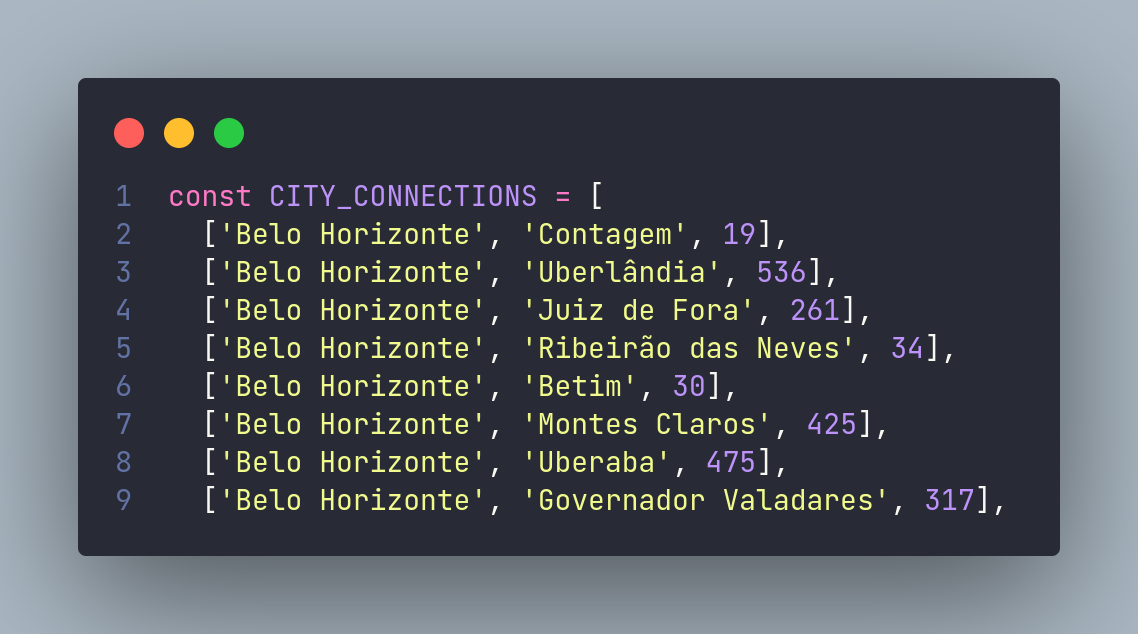 1 const CITY_CONNECTIONS = [
2 ['Belo Horizonte', 'Contagem', 19],
3 ['Belo Horizonte', 'Uberlândia', 536],
4 ['Belo Horizonte', 'Juiz de Fora', 261],
5 ['Belo Horizonte', 'Ribeirão das Neves', 34],
6 ['Belo Horizonte', 'Betim', 30],
7 ['Belo Horizonte', 'Montes Claros', 425],
8 ['Belo Horizonte', 'Uberaba', 475],
9 ['Belo Horizonte', 'Governador Valadares', 317],